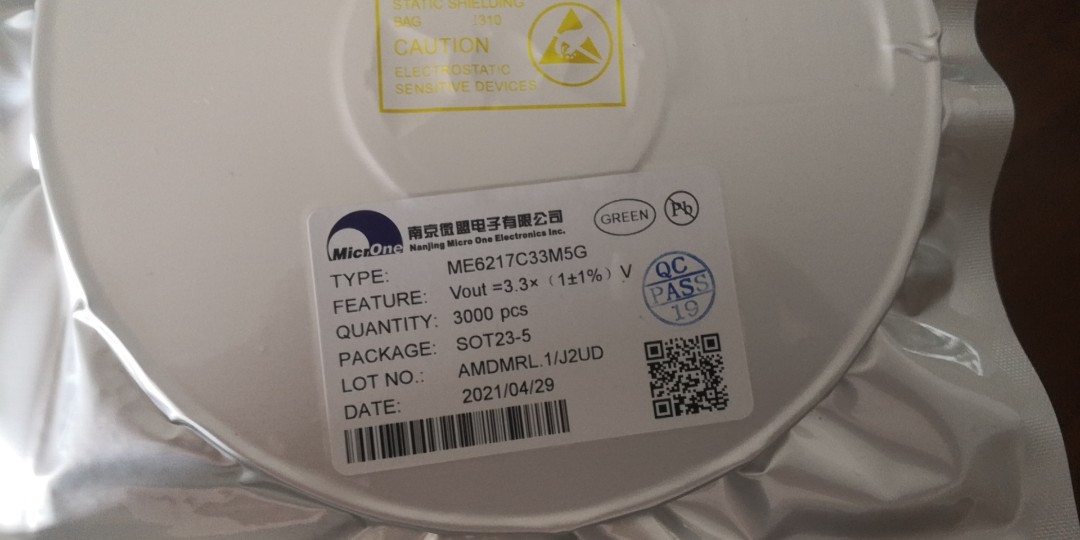 STATIC SHIELDING
BAG 1310
CAUTION
ELECTROSTATIC
SENSITIVE DEVICES
MicrOne
南京微盟电子有限公司
Nanjing Micro One Electronics Inc.
GREEN
Pb
TYPE: ME6217C33M5G
FEATURE: Vout =3.3×（1±1%）V
QUANTITY: 3000 pcs
PACKAGE: SOT23-5
LOT NO.: AMDMRL.1/J2UD
DATE: 2021/04/29
QC
PASS
19